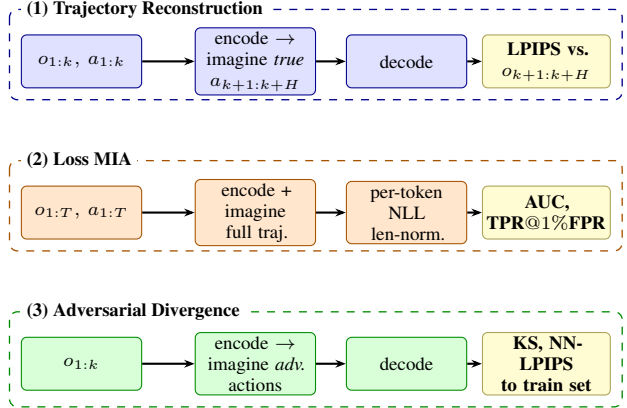 (1) Trajectory Reconstruction
o₁:ₖ, a₁:ₖ
encode →
imagine true
aₖ₊₁:ₖ₊H
decode
LPIPS vs.
oₖ₊₁:ₖ₊H
(2) Loss MIA
o₁:T, a₁:T
encode +
imagine
full traj.
per-token
NLL
len-norm.
AUC,
TPR@1%FPR
(3) Adversarial Divergence
o₁:ₖ
encode →
imagine adv.
actions
decode
KS, NN-
LPIPS
to train set